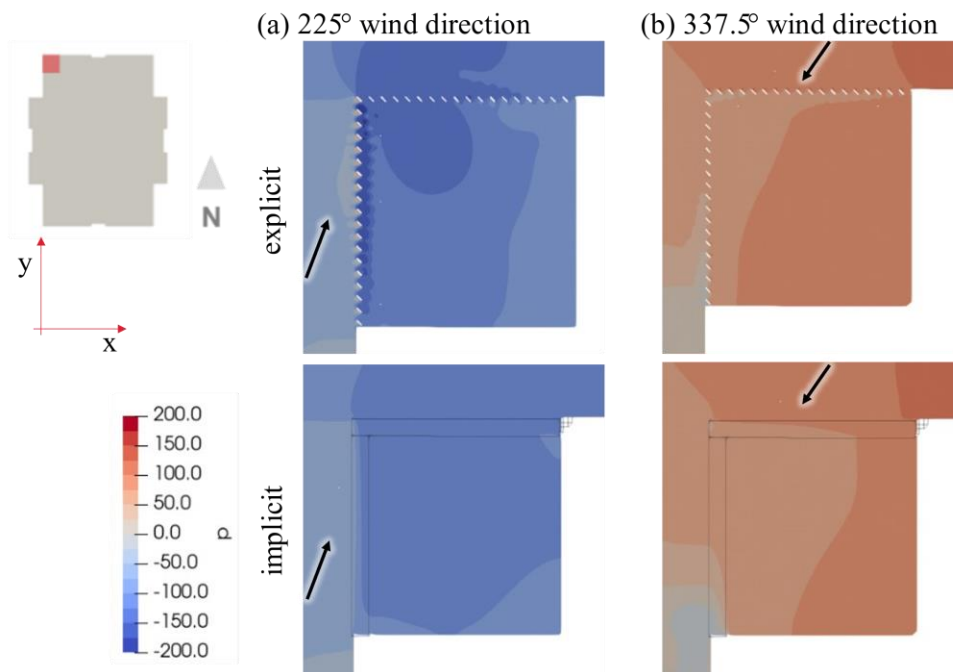 (a) 225° wind direction
(b) 337.5° wind direction
N
y
x
explicit
implicit
200.0
150.0
100.0
50.0
0.0
-50.0
-100.0
-150.0
-200.0
p